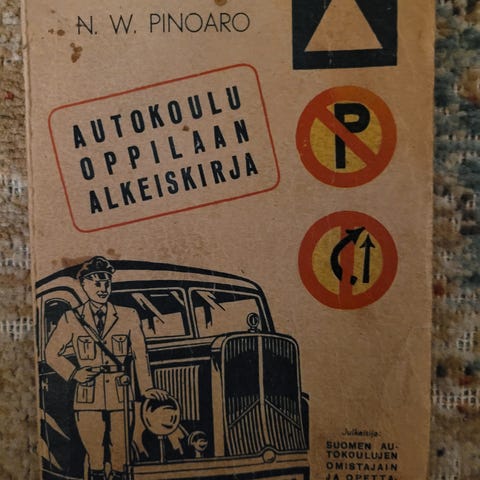 N. W. PINOARO
AUTOKOULU
OPPILAAN
ALKEISKIRJA
P
Julkaisija:
SUOMEN AU-
TOKOULUJEN
OMISTAJAIN
JA OPETTA-